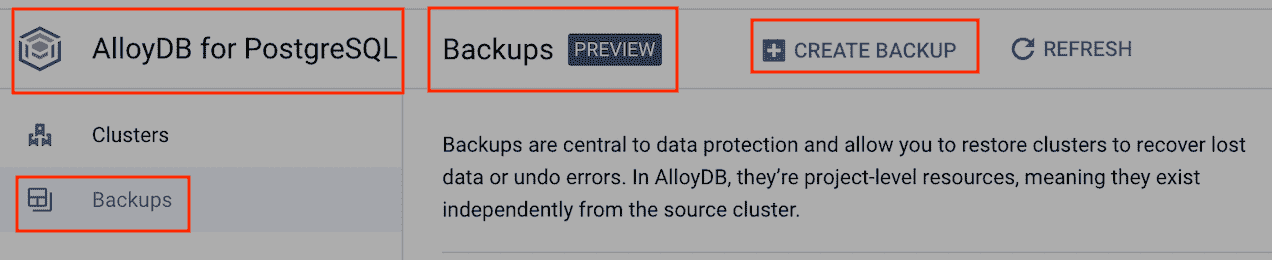 AlloyDB for PostgreSQL
Backups PREVIEW
CREATE BACKUP
REFRESH
Clusters
Backups
Backups are central to data protection and allow you to restore clusters to recover lost
data or undo errors. In AlloyDB, they’re project-level resources, meaning they exist
independently from the source cluster.